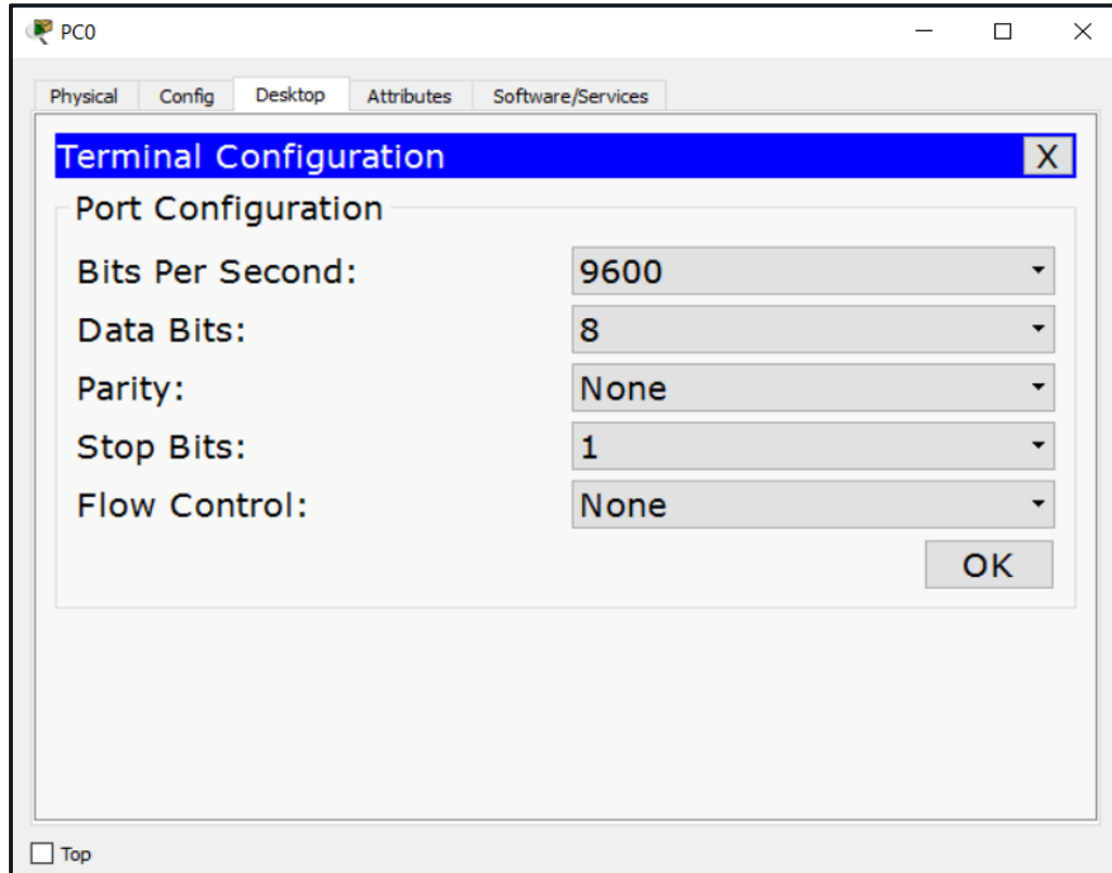 PC0
Physical Config Desktop Attributes Software/Services
Terminal Configuration X
Port Configuration
Bits Per Second: 9600
Data Bits: 8
Parity: None
Stop Bits: 1
Flow Control: None
OK
Top